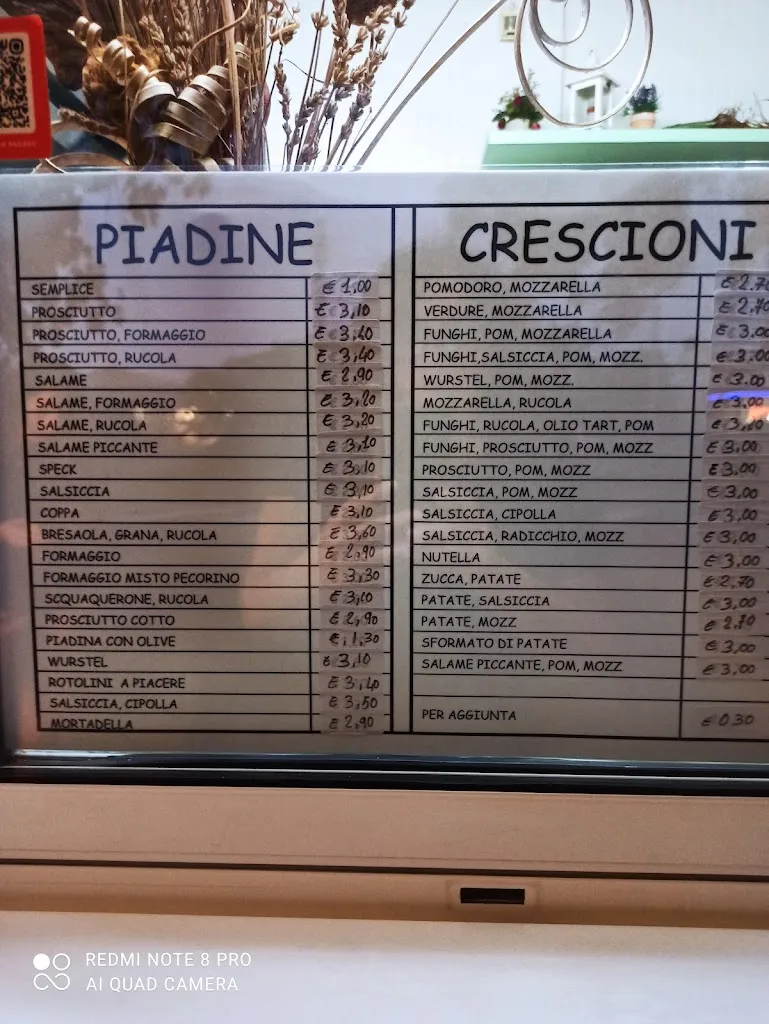 PIADINE
SEMPLICE € 1,00
PROSCIUTTO € 3,10
PROSCIUTTO, FORMAGGIO € 3,40
PROSCIUTTO, RUCOLA € 3,40
SALAME € 2,90
SALAME, FORMAGGIO € 3,20
SALAME, RUCOLA € 3,20
SALAME PICCANTE €
SPECK € 3,10
SALSICCIA € 3,10
COPPA € 3,10
BRESAOLA, GRANA, RUCOLA € 3,60
FORMAGGIO € 2,90
FORMAGGIO MISTO PECORINO € 3,30
SCQUAQUERONE, RUCOLA €
PROSCIUTTO COTTO € 2,90
PIADINA CON OLIVE € 1,30
WURSTEL € 3,10
ROTOLINI A PIACERE € 3,40
SALSICCIA, CIPOLLA € 3,50
MORTADELLA € 2,90
CRESCIONI
POMODORO, MOZZARELLA € 2,70
VERDURE, MOZZARELLA € 2,70
FUNGHI, POM, MOZZARELLA € 3,00
FUNGHI,SALSICCIA, POM, MOZZ. € 3,00
WURSTEL, POM, MOZZ. € 3,00
MOZZARELLA, RUCOLA € 3,00
FUNGHI, RUCOLA, OLIO TART, POM €
FUNGHI, PROSCIUTTO, POM, MOZZ € 3,00
PROSCIUTTO, POM, MOZZ € 3,00
SALSICCIA, POM, MOZZ € 3,00
SALSICCIA, CIPOLLA € 3,00
SALSICCIA, RADICCHIO, MOZZ € 3,00
NUTELLA € 3,00
ZUCCA, PATATE € 2,70
PATATE, SALSICCIA € 3,00
PATATE, MOZZ € 2,70
SFORMATO DI PATATE € 3,00
SALAME PICCANTE, POM, MOZZ € 3,00
PER AGGIUNTA € 0,30
REDMI NOTE 8 PRO
AI QUAD CAMERA